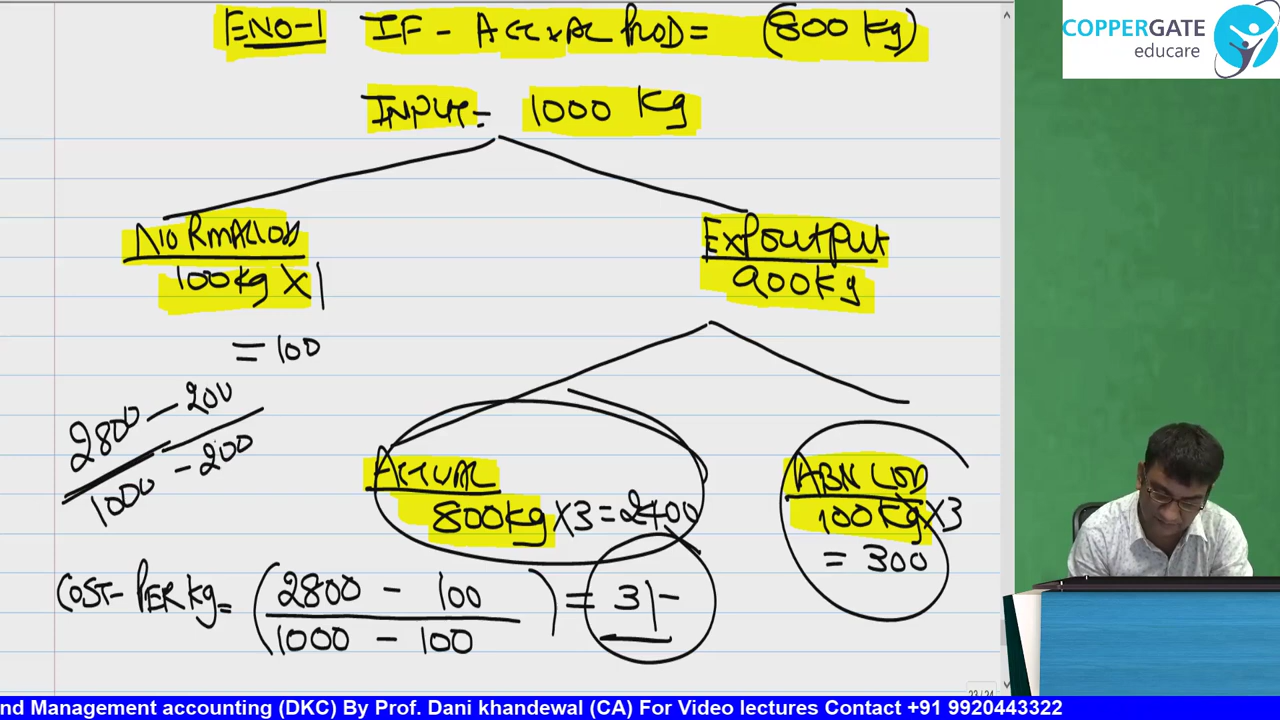 ENO-1 IF - ACTUAL PROD = (800 kg)
COPPERGATE
educare
INPUT = 1000 Kg
NORMAL LOSS
100 kg X 1
= 100
EXP OUTPUT
900 Kg
2800 - 200
1000 - 200
ACTUAL
800 kg X 3 = 2400
ABN LOSS
100 Kg X 3
= 300
COST PER Kg = (2800 - 100) = 3/-
1000 - 100
nd Management accounting (DKC) By Prof. Dani khandewal (CA) For Video lectures Contact +91 9920443322